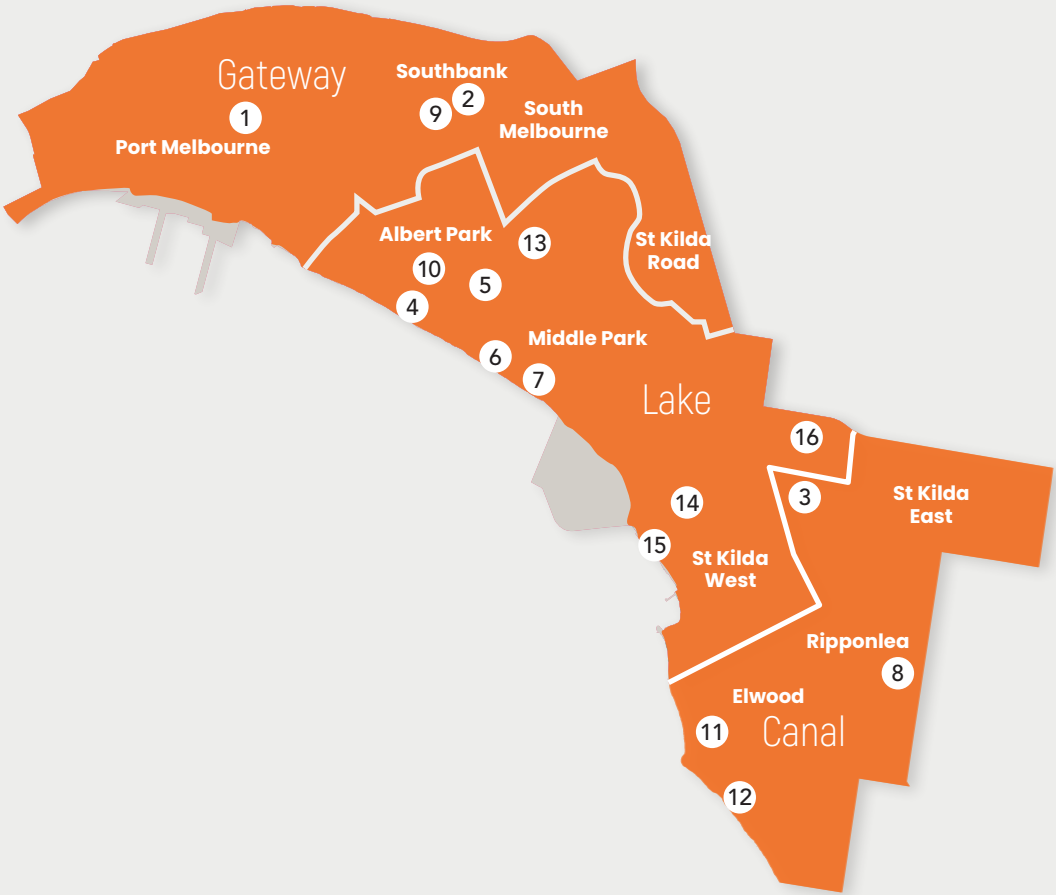 Gateway
Southbank
2
9
South
Melbourne
1
Port Melbourne
Albert Park
13
St Kilda
Road
10
5
4
Middle Park
6
7
Lake
16
3
St Kilda
East
14
15
St Kilda
West
Ripponlea
8
Elwood
11
Canal
12